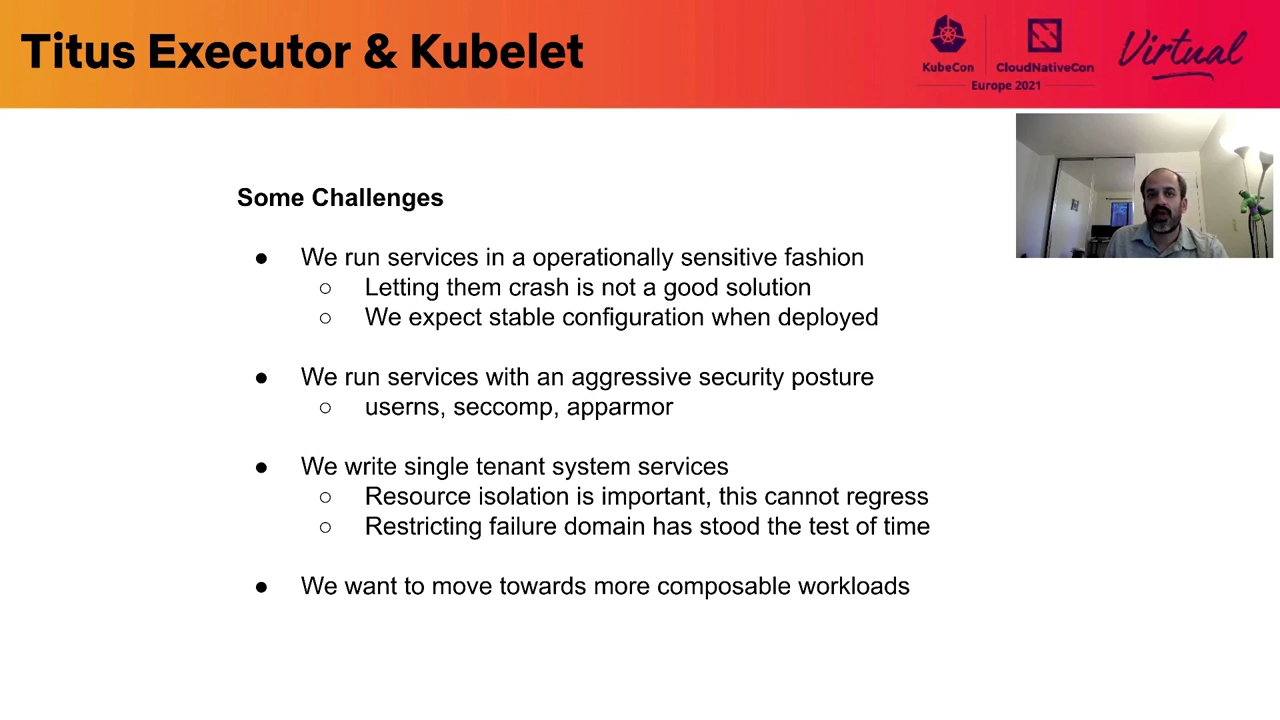 Titus Executor & Kubelet
KubeCon
CloudNativeCon
Europe 2021
Virtual
Some Challenges
● We run services in a operationally sensitive fashion
○ Letting them crash is not a good solution
○ We expect stable configuration when deployed
● We run services with an aggressive security posture
○ userns, seccomp, apparmor
● We write single tenant system services
○ Resource isolation is important, this cannot regress
○ Restricting failure domain has stood the test of time
● We want to move towards more composable workloads